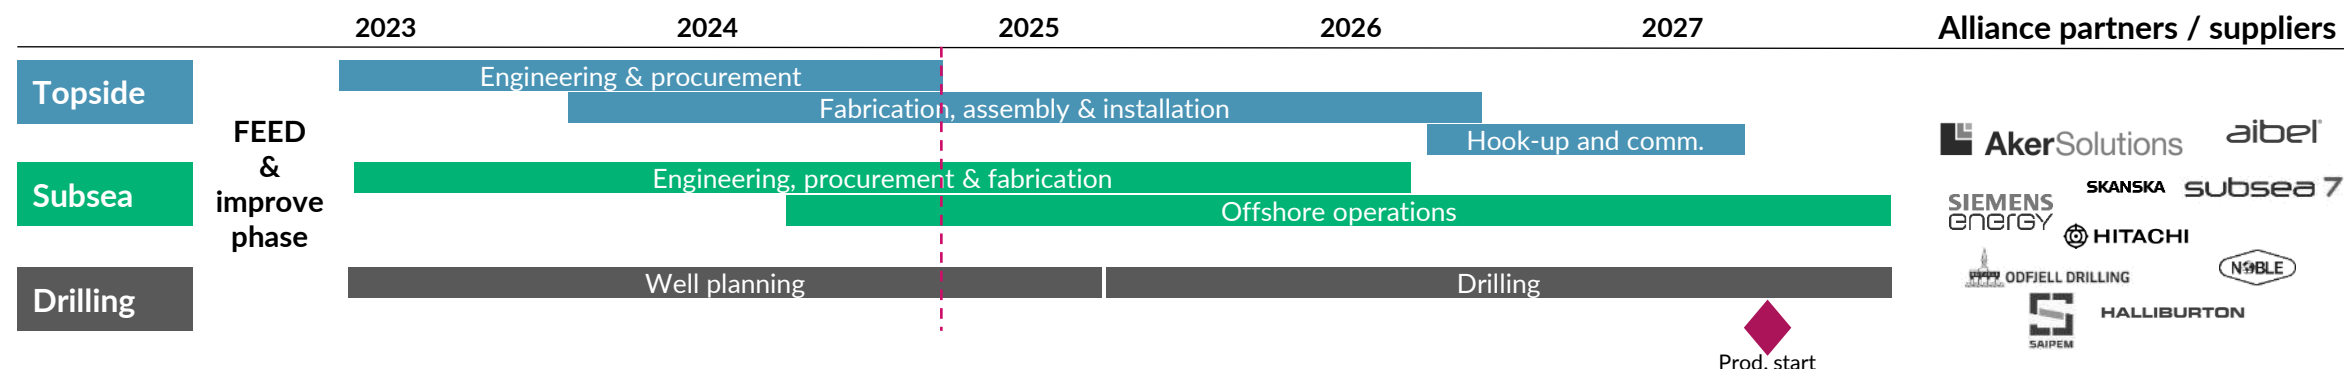 2023 2024 2025 2026 2027 Alliance partners / suppliers
Topside
Engineering & procurement
Fabrication, assembly & installation
Hook-up and comm.
FEED
&
improve
phase
Subsea
Engineering, procurement & fabrication
Offshore operations
Drilling
Well planning
Drilling
Prod. start
AkerSolutions
aibel
SIEMENS
energy
SKANSKA
subsea 7
HITACHI
ODFJELL DRILLING
NOBLE
SAIPEM
HALLIBURTON